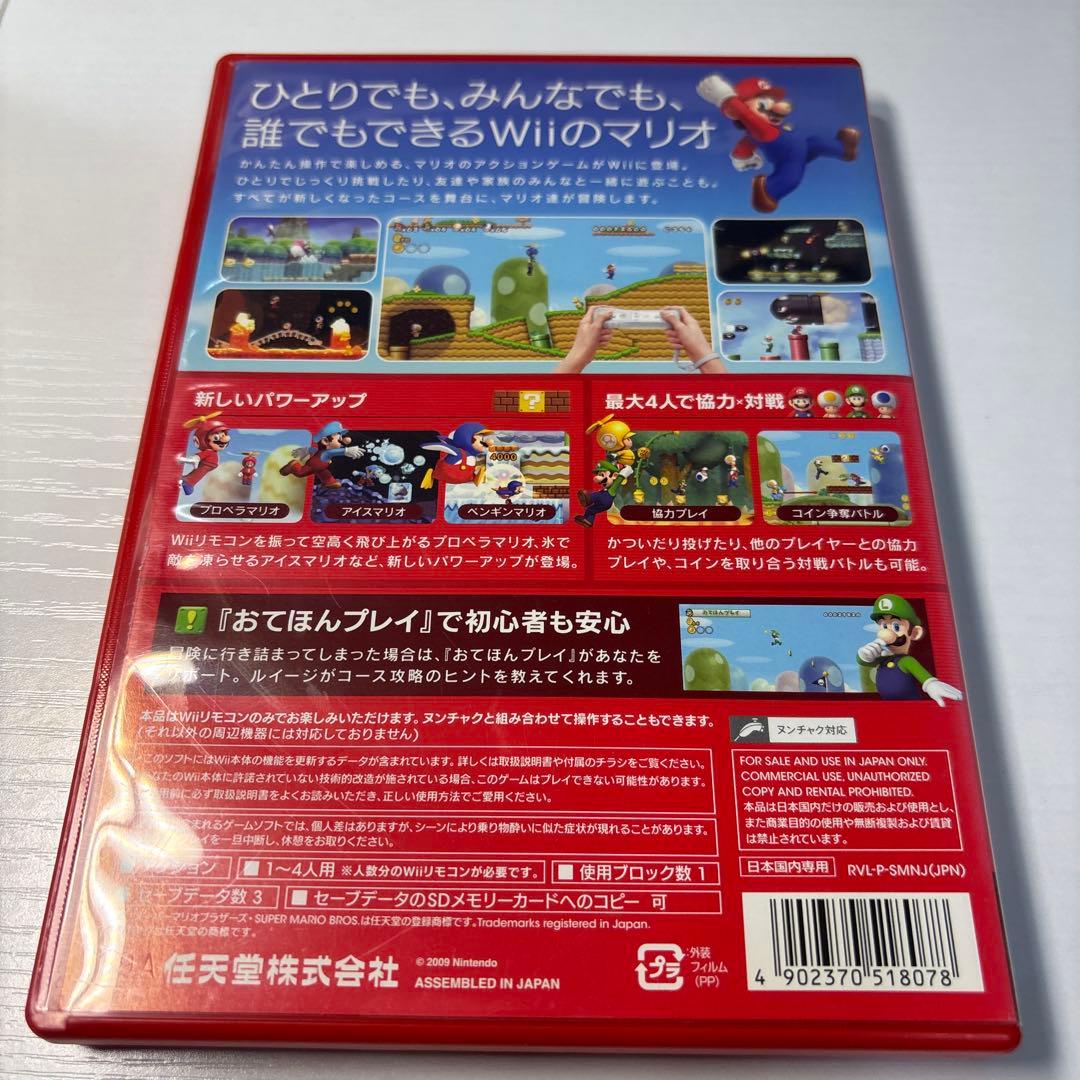 ひとりでも、みんなでも、
誰でもできるWiiのマリオ
かんたん操作で楽しめる、マリオのアクションゲームがWiiに登場。
ひとりでじっくり挑戦したり、友達や家族のみんなと一緒に遊ぶことも。
すべてが新しくなったコースを舞台に、マリオ達が冒険します。
新しいパワーアップ
最大4人で協力×対戦
4000
プロペラマリオ
アイスマリオ
ペンギンマリオ
協力プレイ
コイン争奪バトル
Wiiリモコンを振って空高く飛び上がるプロペラマリオ、氷で
敵を凍らせるアイスマリオなど、新しいパワーアップが登場。
かついだり投げたり、他のプレイヤーとの協力
プレイや、コインを取り合う対戦バトルも可能。
『おてほんプレイ』で初心者も安心
冒険に行き詰まってしまった場合は、『おてほんプレイ』があなたを
サポート。ルイージがコース攻略のヒントを教えてくれます。
おてほんプレイ
本品はWiiリモコンのみでお楽しみいただけます。ヌンチャクと組み合わせて操作することもできます。
(それ以外の周辺機器には対応しておりません)
ヌンチャク対応
このソフトにはWii本体の機能を更新するデータが含まれています。詳しくは取扱説明書や付属のチラシをご覧ください。
あなたのWii本体に許諾されていない技術的改造が施されている場合、このゲームはプレイできない可能性があります。
使用前に必ず取扱説明書をよくお読みいただき、正しい使用方法でご愛用ください。
まれるゲームソフトでは、個人差はありますが、シーンにより乗り物酔いに似た症状が現れることがあります。
イを一旦中断し、休憩をお取りください。
FOR SALE AND USE IN JAPAN ONLY.
COMMERCIAL USE, UNAUTHORIZED
COPY AND RENTAL PROHIBITED.
本品は日本国内だけの販売および使用とし、
また商業目的の使用や無断複製および賃貸
は禁止されています。
アクション
■1〜4人用 ※人数分のWiiリモコンが必要です。
■使用ブロック数 1
日本国内専用
RVL-P-SMNJ(JPN)
セーブデータ数 3
■セーブデータのSDメモリーカードへのコピー 可
スーパーマリオブラザーズ・SUPER MARIO BROS.は任天堂の登録商標です。Trademarks registered in Japan.
は任天堂の商標です。
任天堂株式会社
© 2009 Nintendo
ASSEMBLED IN JAPAN
プラ
:外装
フィルム
(PP)
4 902370 518078